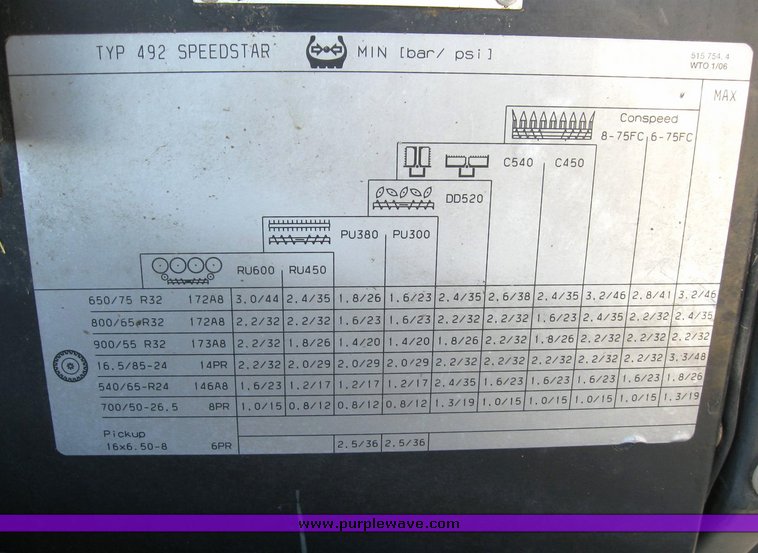 TYP 492 SPEEDSTAR MIN [bar/ psi]
515 754.4
WTO 1/06
MAX
Conspeed
8-75FC 6-75FC
C540 C450
DD520
PU380 PU300
RU600 RU450
650/75 R32 172A8 3.0/44 2.4/35 1.8/26 1.6/23 2.4/35 2.6/38 2.4/35 3.2/46 2.8/41 3.2/46
800/65 R32 172A8 2.2/32 2.2/32 1.6/23 1.6/23 2.2/32 2.2/32 1.6/23 2.4/35 2.2/32 2.4/35
900/55 R32 173A8 2.2/32 1.8/26 1.4/20 1.4/20 1.8/26 2.2/32 1.8/26 2.2/32 2.2/32 2.2/32
16.5/85-24 14PR 2.2/32 2.0/29 2.0/29 2.0/29 2.2/32 2.2/32 2.2/32 2.2/32 2.2/32 3.3/48
540/65-R24 146A8 1.6/23 1.2/17 1.2/17 1.2/17 2.4/35 1.6/23 1.6/23 1.6/23 1.6/23 1.8/26
700/50-26.5 8PR 1.0/15 0.8/12 0.8/12 0.8/12 1.3/19 1.0/15 1.0/15 1.0/15 1.0/15 1.3/19
Pickup
16x6.50-8 6PR 2.5/36 2.5/36
www.purplewave.com